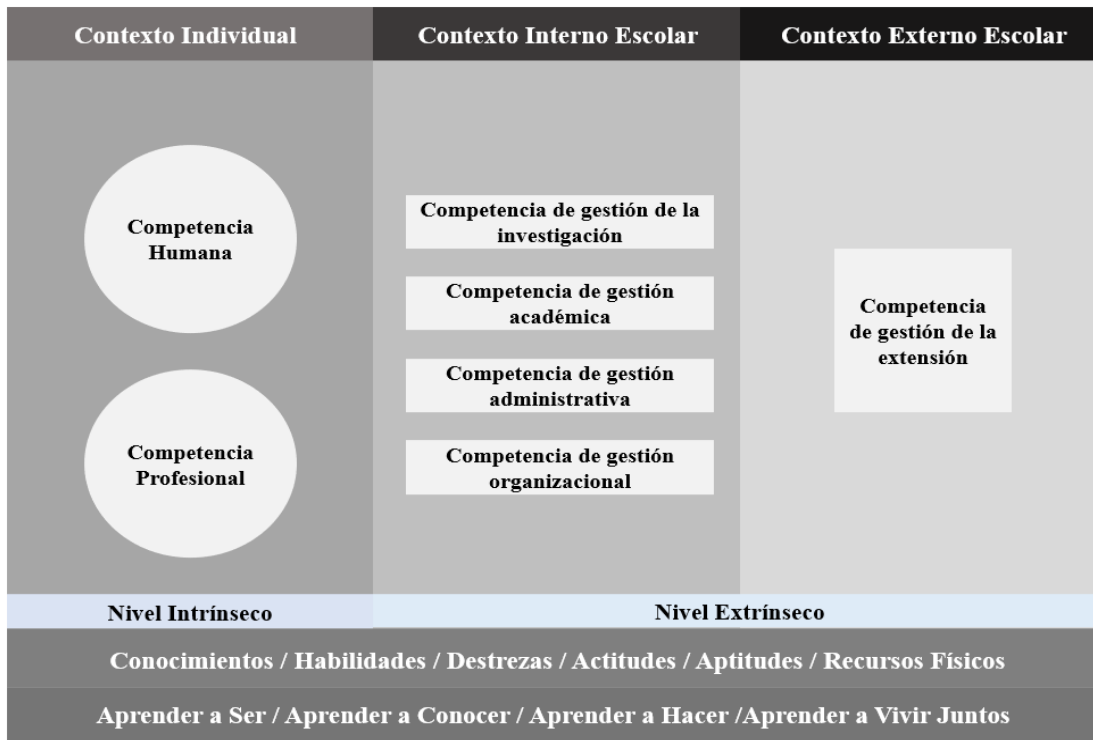 Contexto Individual
Contexto Interno Escolar
Contexto Externo Escolar
Competencia
Humana
Competencia
Profesional
Competencia de gestión de la
investigación
Competencia de gestión
académica
Competencia de gestión
administrativa
Competencia de gestión
organizacional
Competencia
de gestión de la
extensión
Nivel Intrínseco
Nivel Extrínseco
Conocimientos / Habilidades / Destrezas / Actitudes / Aptitudes / Recursos Físicos
Aprender a Ser / Aprender a Conocer / Aprender a Hacer /Aprender a Vivir Juntos